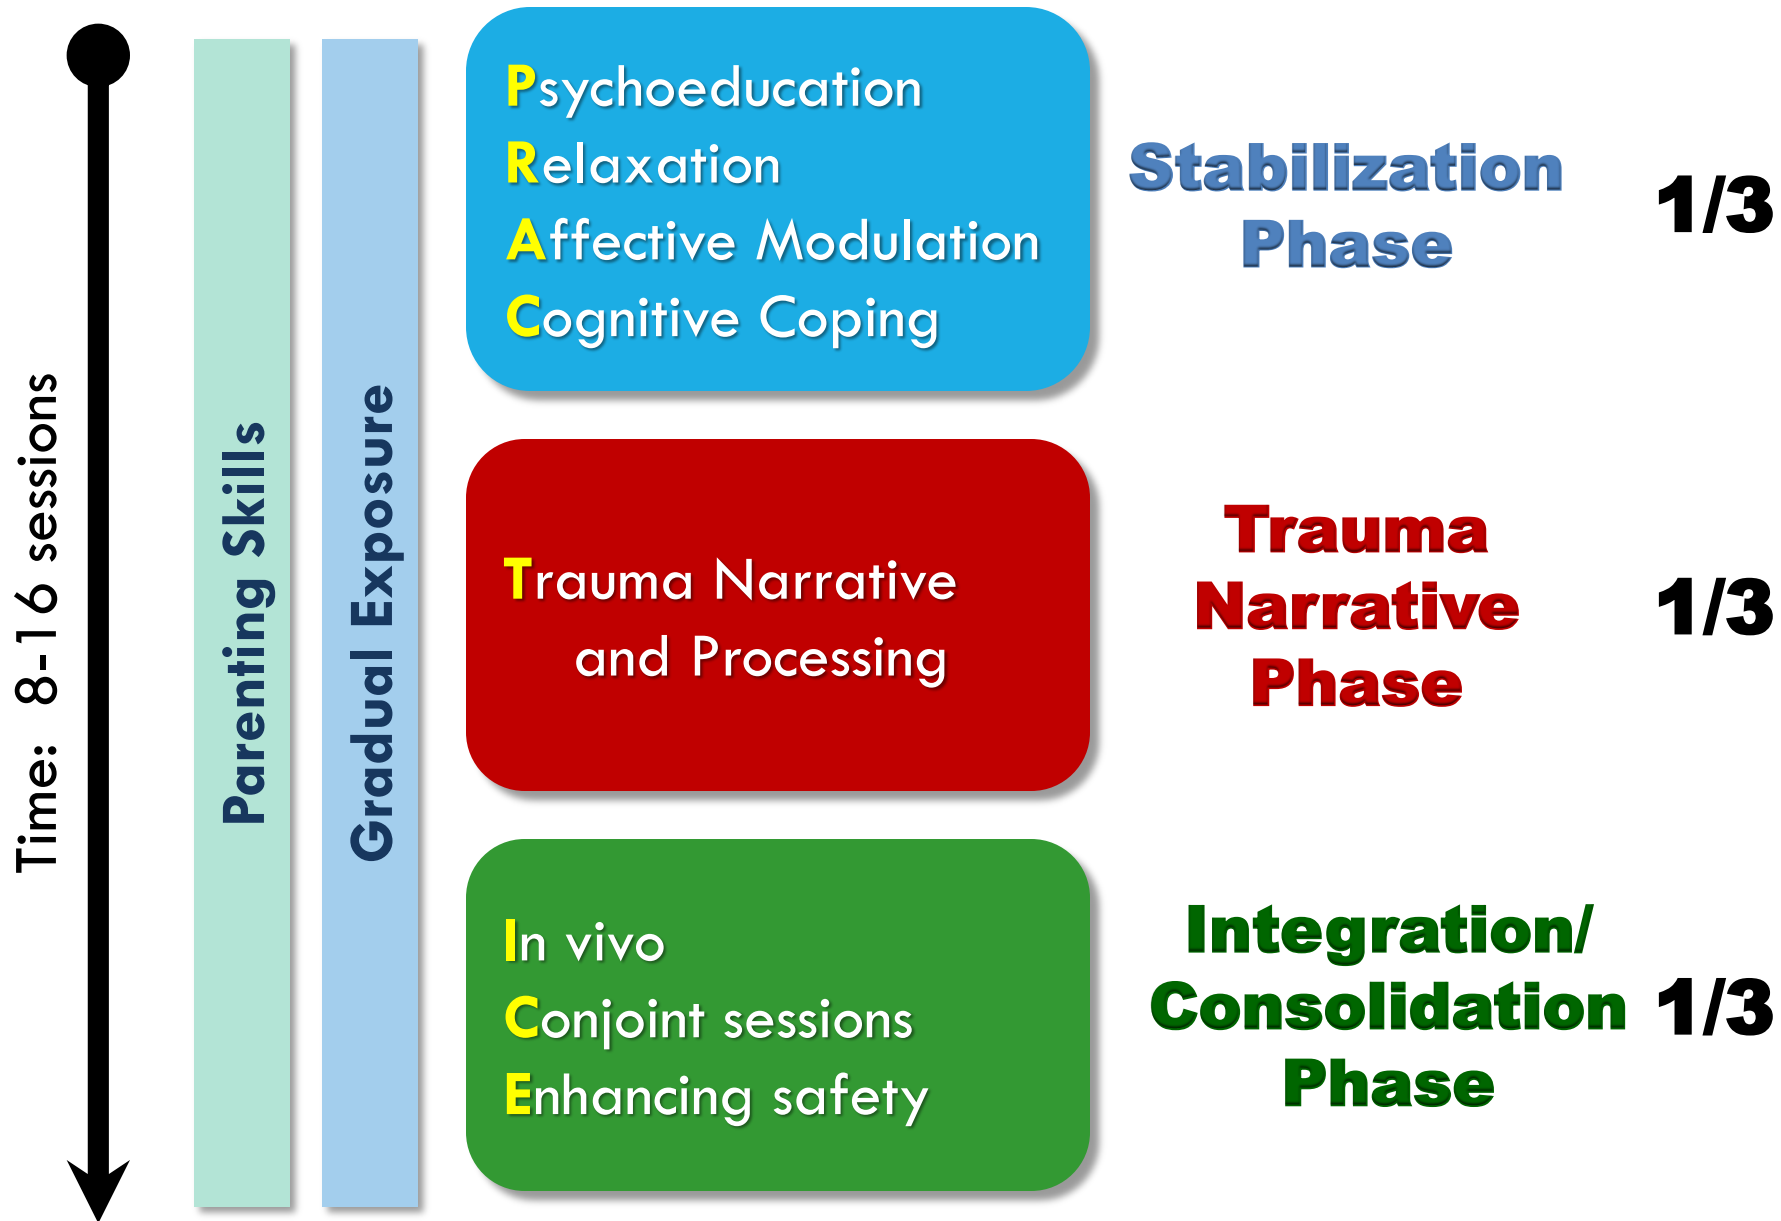 Time: 8-16 sessions
Parenting Skills
Gradual Exposure
Psychoeducation
Relaxation
Affective Modulation
Cognitive Coping
Stabilization
Phase
1/3
Trauma Narrative
and Processing
Trauma
Narrative
Phase
1/3
In vivo
Conjoint sessions
Enhancing safety
Integration/
Consolidation
Phase
1/3